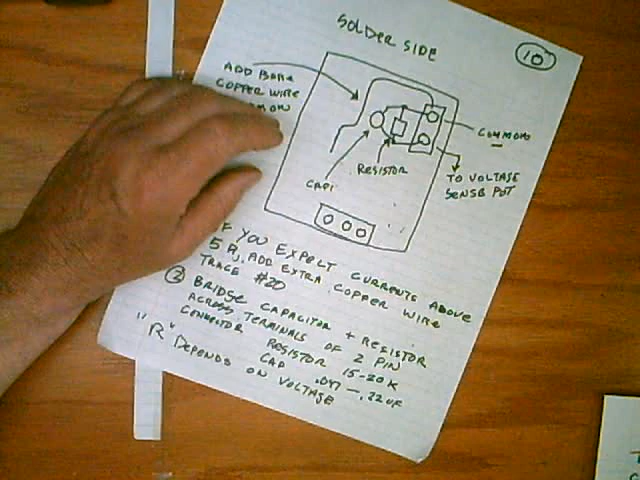 SOLDER SIDE
10
ADD BARE
COPPER WIRE
COMMON
RESISTOR
CAP
TO VOLTAGE
SENSE POT
IF YOU EXPECT CURRENTS ABOVE
5 A, ADD EXTRA COPPER WIRE
TRACE #20
2 BRIDGE CAPACITOR + RESISTOR
ACROSS TERMINALS OF 2 PIN
CONNECTOR RESISTOR 15-20K
CAP .047 - .22UF
"R" DEPENDS ON VOLTAGE